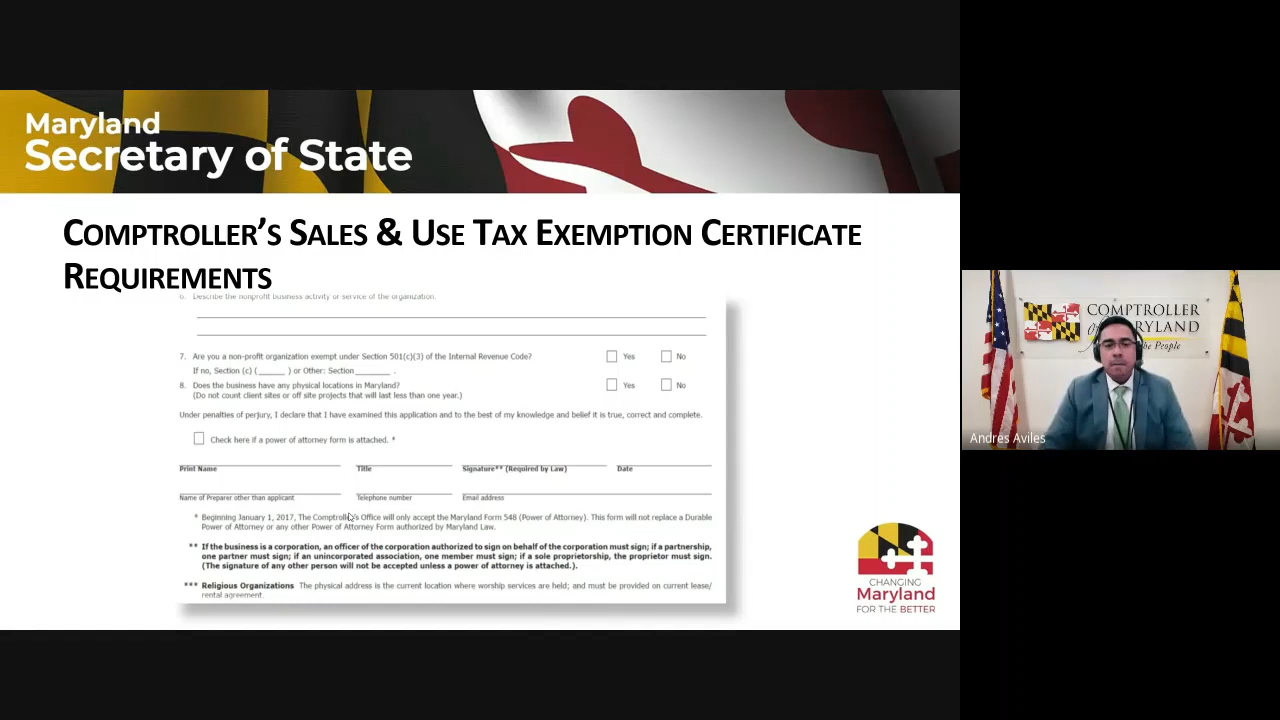 Maryland
Secretary of State
COMPTROLLER'S SALES & USE TAX EXEMPTION CERTIFICATE
REQUIREMENTS
6. Describe the nonprofit business activity or service of the organization.
7. Are you a non-profit organization exempt under Section 501(c)(3) of the Internal Revenue Code? Yes No
If no, Section (c) (______ ) or Other: Section________ .
8. Does the business have any physical locations in Maryland? Yes No
(Do not count client sites or off site projects that will last less than one year.)
Under penalties of perjury, I declare that I have examined this application and to the best of my knowledge and belief it is true, correct and complete.
Check here if a power of attorney form is attached. *
Print Name Title Signature** (Required by Law) Date
Name of Preparer other than applicant Telephone number Email address
* Beginning January 1, 2017, The Comptroller's Office will only accept the Maryland Form 548 (Power of Attorney). This form will not replace a Durable
Power of Attorney or any other Power of Attorney Form authorized by Maryland Law.
** If the business is a corporation, an officer of the corporation authorized to sign on behalf of the corporation must sign; if a partnership,
one partner must sign; if an unincorporated association, one member must sign; if a sole proprietorship, the proprietor must sign.
(The signature of any other person will not be accepted unless a power of attorney is attached.).
*** Religious Organizations The physical address is the current location where worship services are held; and must be provided on current lease/
rental agreement.
CHANGING
Maryland
FOR THE BETTER
COMPTROLLER
of MARYLAND
the People
Andres Aviles